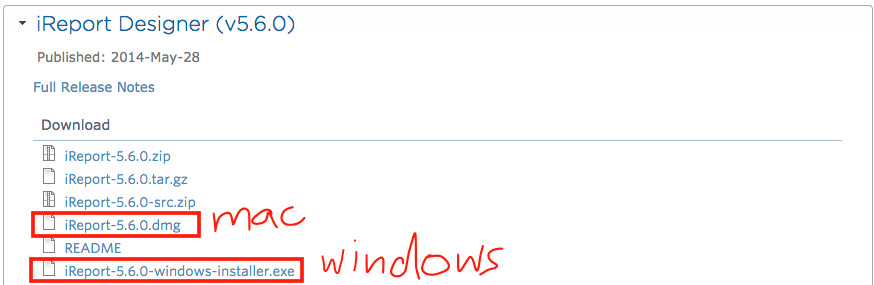 iReport Designer (v5.6.0)
Published: 2014-May-28
Full Release Notes
Download
iReport-5.6.0.zip
iReport-5.6.0.tar.gz
iReport-5.6.0-src.zip
iReport-5.6.0.dmg mac
README
iReport-5.6.0-windows-installer.exe windows